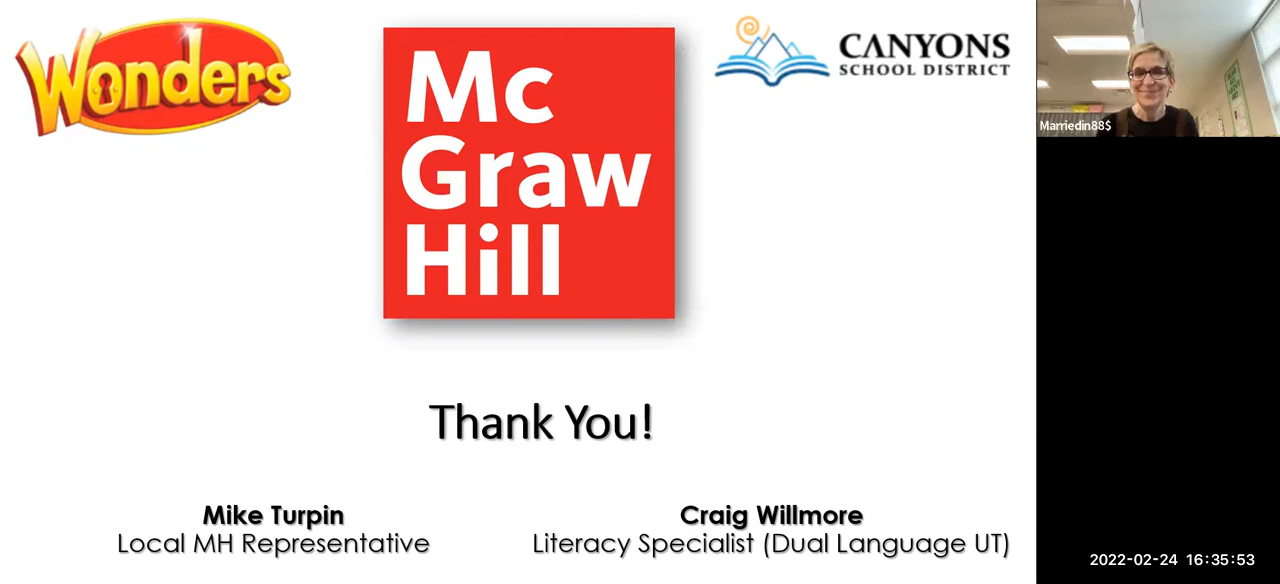 Wonders
Mc
Graw
Hill
CANYONS
SCHOOL DISTRICT
Marriedin88$
Thank You!
Mike Turpin
Local MH Representative
Craig Willmore
Literacy Specialist (Dual Language UT)
2022-02-24 16:35:53